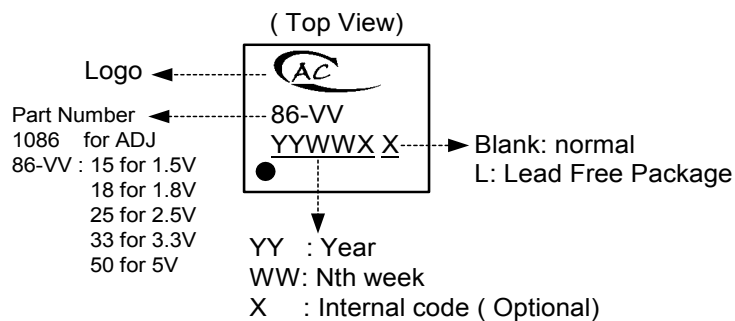 ( Top View)
Logo
AC
Part Number
1086 for ADJ
86-VV : 15 for 1.5V
18 for 1.8V
25 for 2.5V
33 for 3.3V
50 for 5V
86-VV
YYWWX X
Blank: normal
L: Lead Free Package
YY : Year
WW: Nth week
X : Internal code ( Optional)